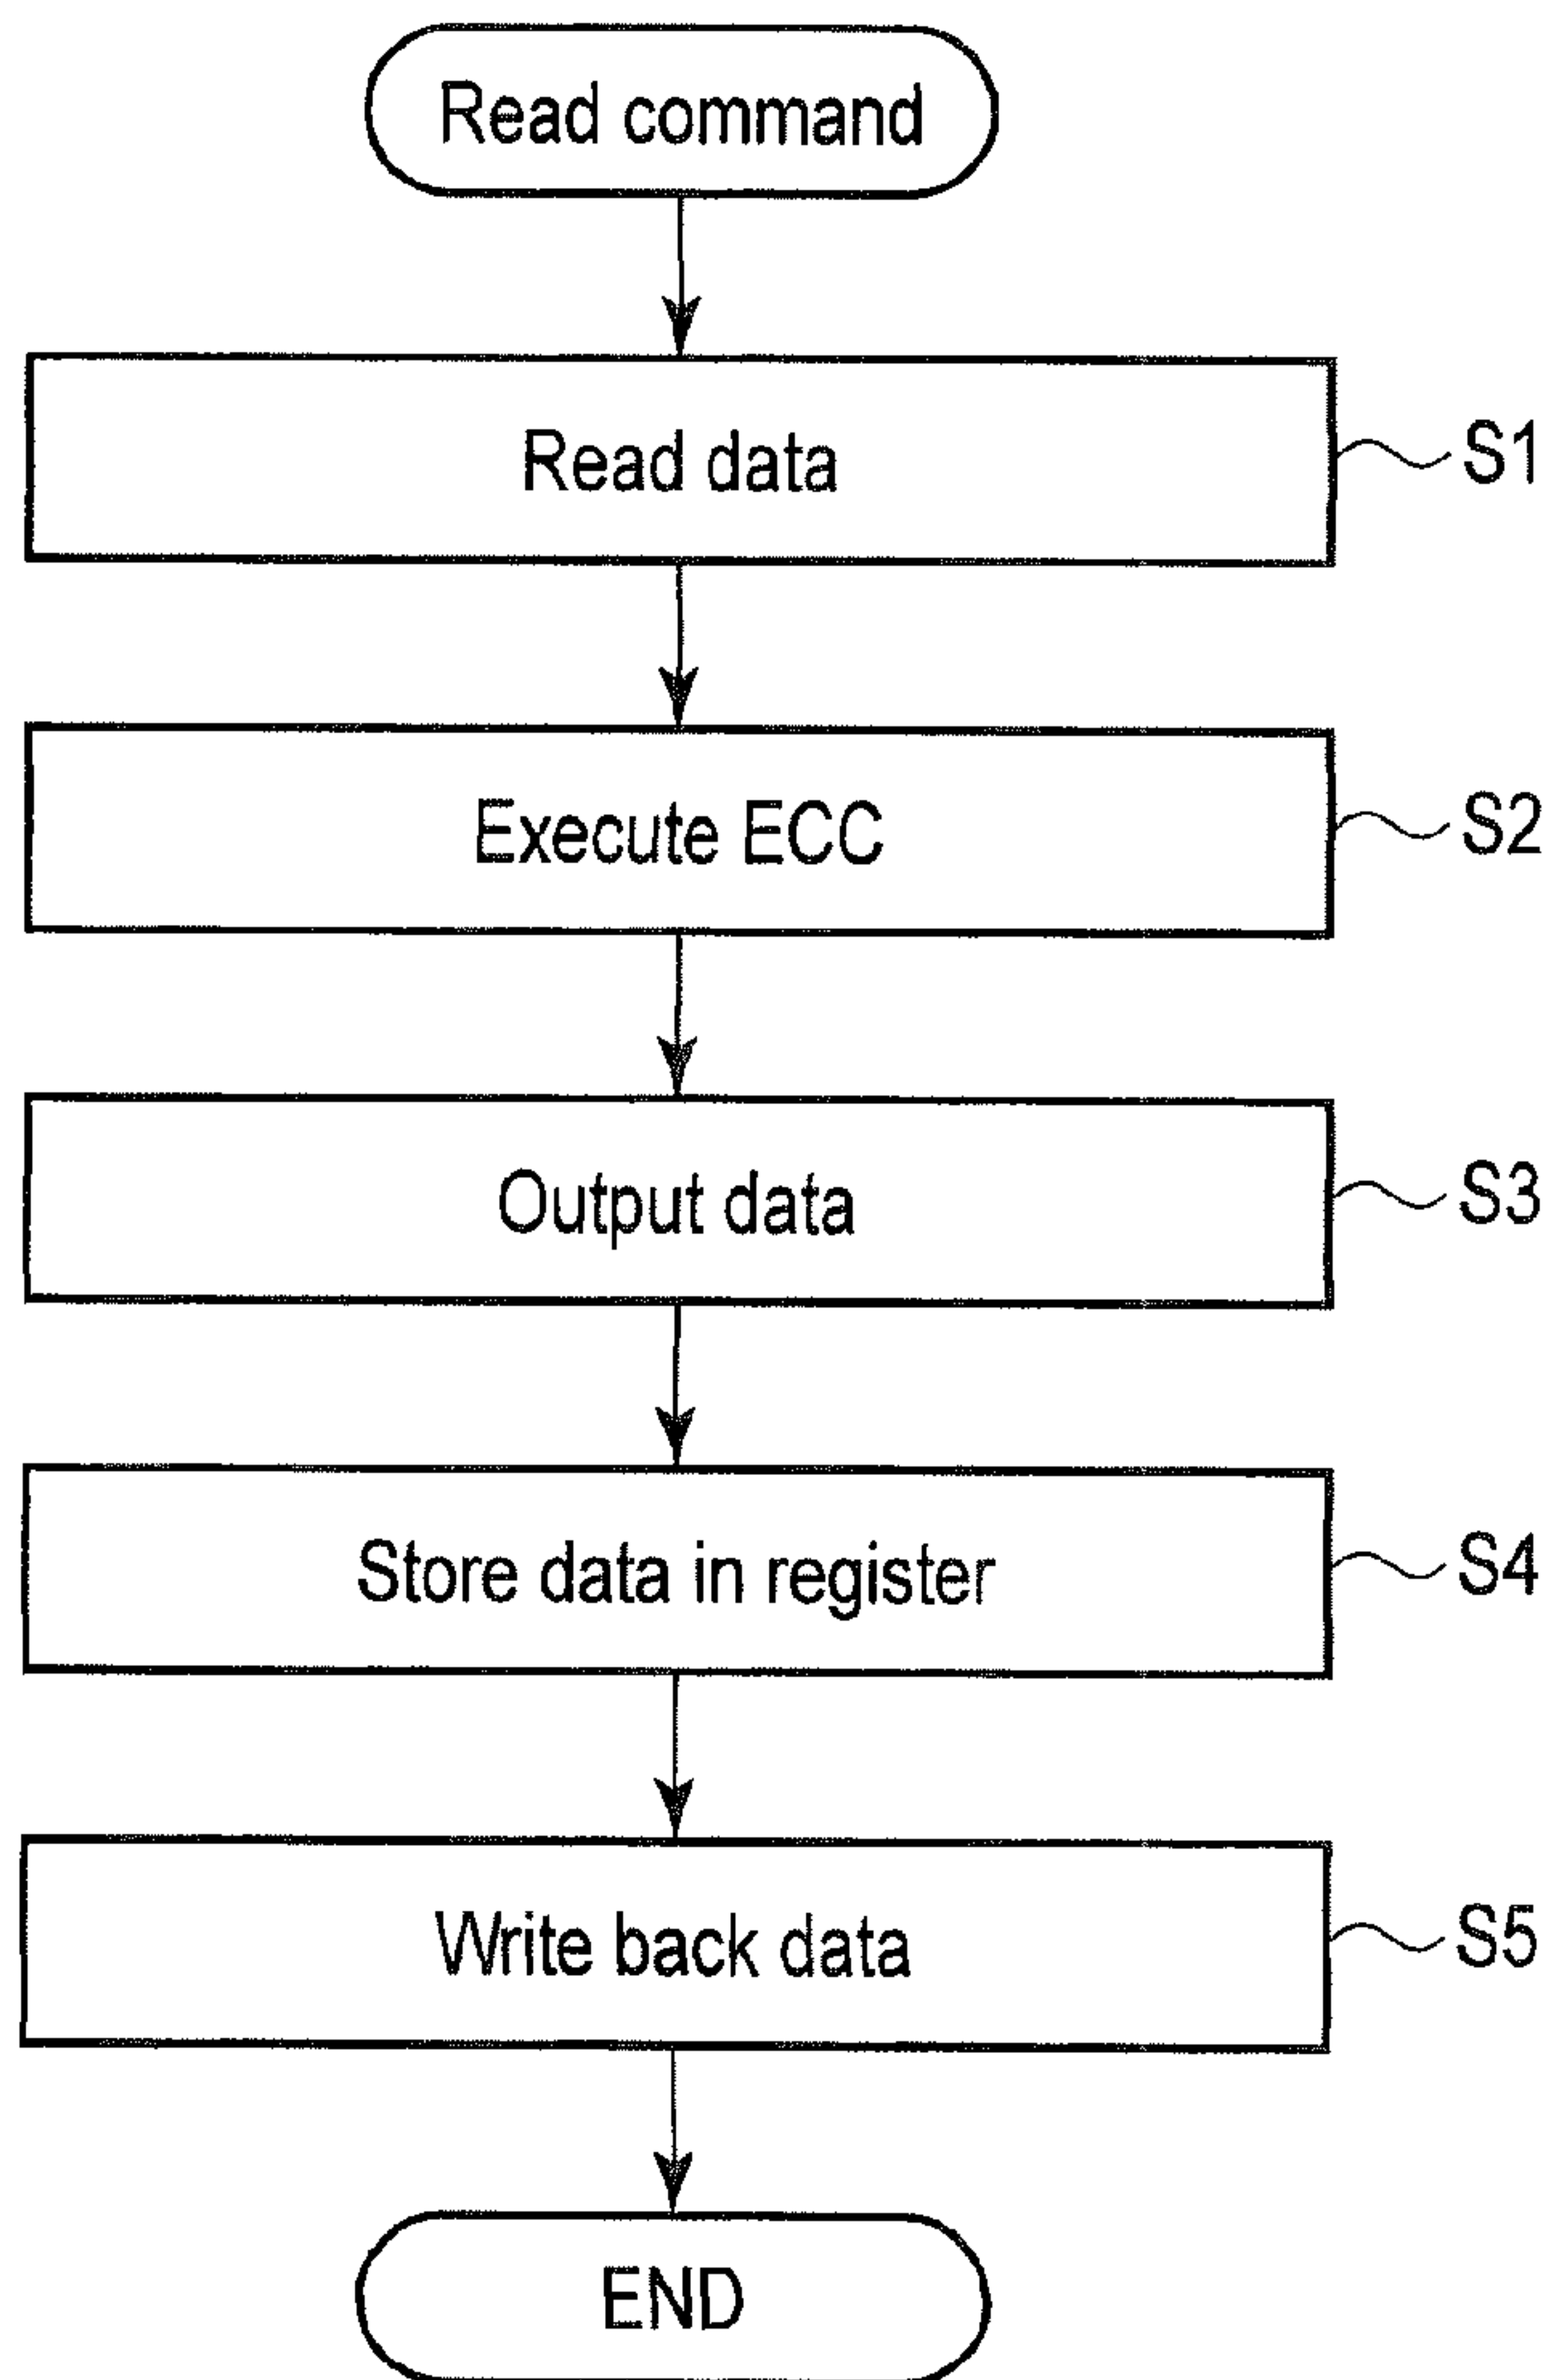 Read command
Read data
S1
Execute ECC
S2
Output data
S3
Store data in register
S4
Write back data
S5
END